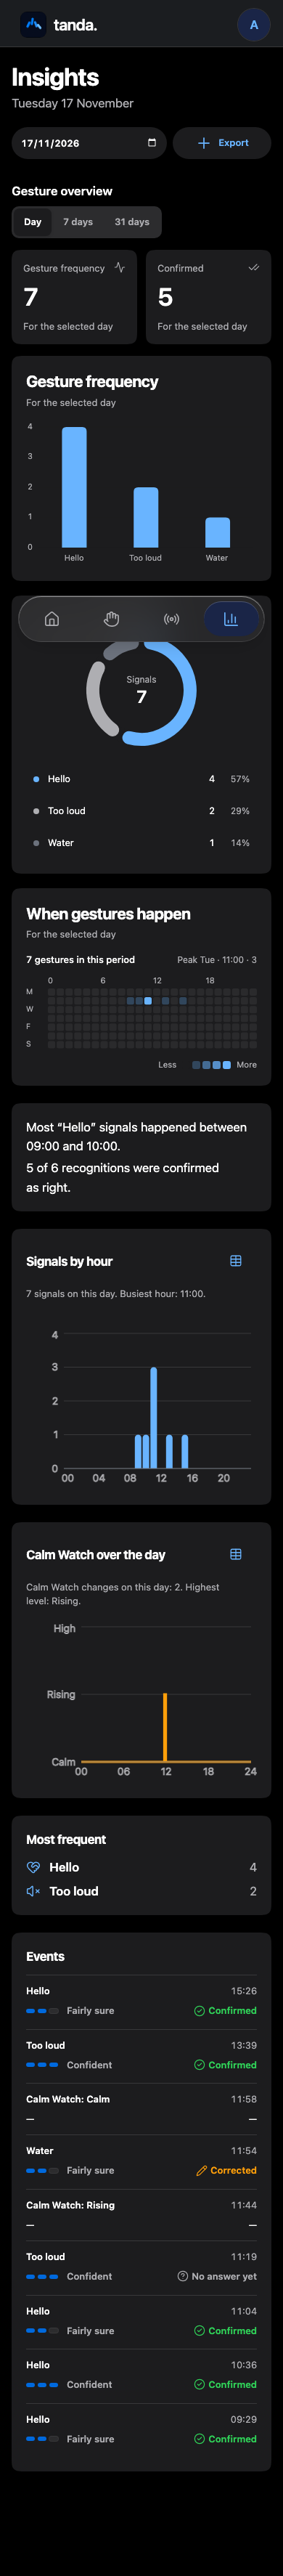 tanda.
A
Insights
Tuesday 17 November
17/11/2026
Export
Gesture overview
Day 7 days 31 days
Gesture frequency
7
For the selected day
Confirmed
5
For the selected day
Gesture frequency
For the selected day
4
3
2
1
0
Hello Too loud Water
Signals
7
Hello 4 57%
Too loud 2 29%
Water 1 14%
When gestures happen
For the selected day
7 gestures in this period Peak Tue · 11:00 · 3
0 6 12 18
M
W
F
S
Less More
Most “Hello” signals happened between
09:00 and 10:00.
5 of 6 recognitions were confirmed
as right.
Signals by hour
7 signals on this day. Busiest hour: 11:00.
4
3
2
1
0
00 04 08 12 16 20
Calm Watch over the day
Calm Watch changes on this day: 2. Highest
level: Rising.
High
Rising
Calm
00 06 12 18 24
Most frequent
Hello 4
Too loud 2
Events
Hello 15:26
Fairly sure Confirmed
Too loud 13:39
Confident Confirmed
Calm Watch: Calm 11:58
— —
Water 11:54
Fairly sure Corrected
Calm Watch: Rising 11:44
— —
Too loud 11:19
Confident No answer yet
Hello 11:04
Fairly sure Confirmed
Hello 10:36
Confident Confirmed
Hello 09:29
Fairly sure Confirmed